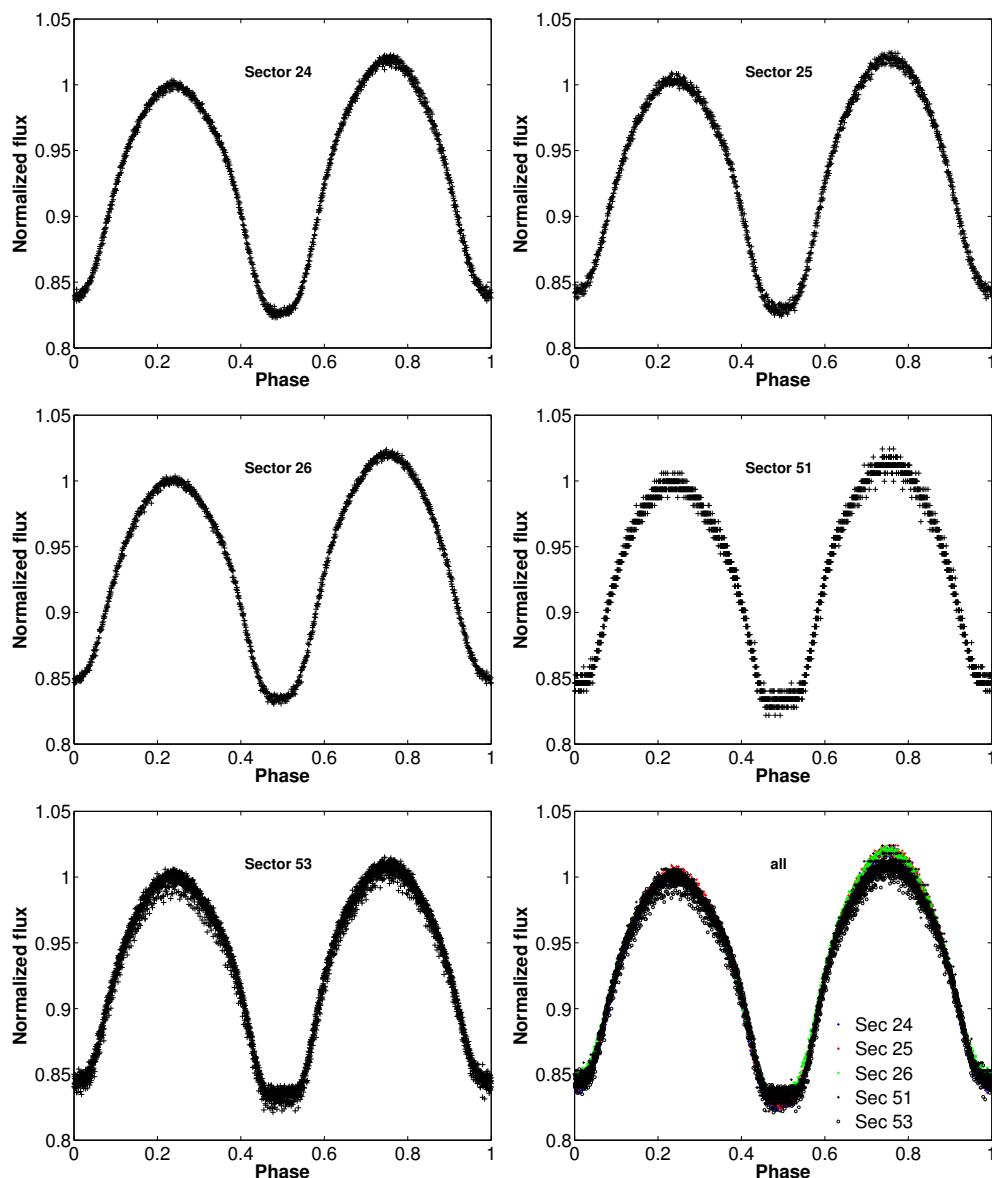 1.05
1
0.95
0.9
0.85
0.8
Normalized flux
Sector 24
0 0.2 0.4 0.6 0.8 1
Phase
1.05
1
0.95
0.9
0.85
0.8
Normalized flux
Sector 25
0 0.2 0.4 0.6 0.8 1
Phase
1.05
1
0.95
0.9
0.85
0.8
Normalized flux
Sector 26
0 0.2 0.4 0.6 0.8 1
Phase
1.05
1
0.95
0.9
0.85
0.8
Normalized flux
Sector 51
0 0.2 0.4 0.6 0.8 1
Phase
1.05
1
0.95
0.9
0.85
0.8
Normalized flux
Sector 53
0 0.2 0.4 0.6 0.8 1
Phase
1.05
1
0.95
0.9
0.85
0.8
Normalized flux
all
Sec 24
Sec 25
Sec 26
Sec 51
Sec 53
0 0.2 0.4 0.6 0.8 1
Phase